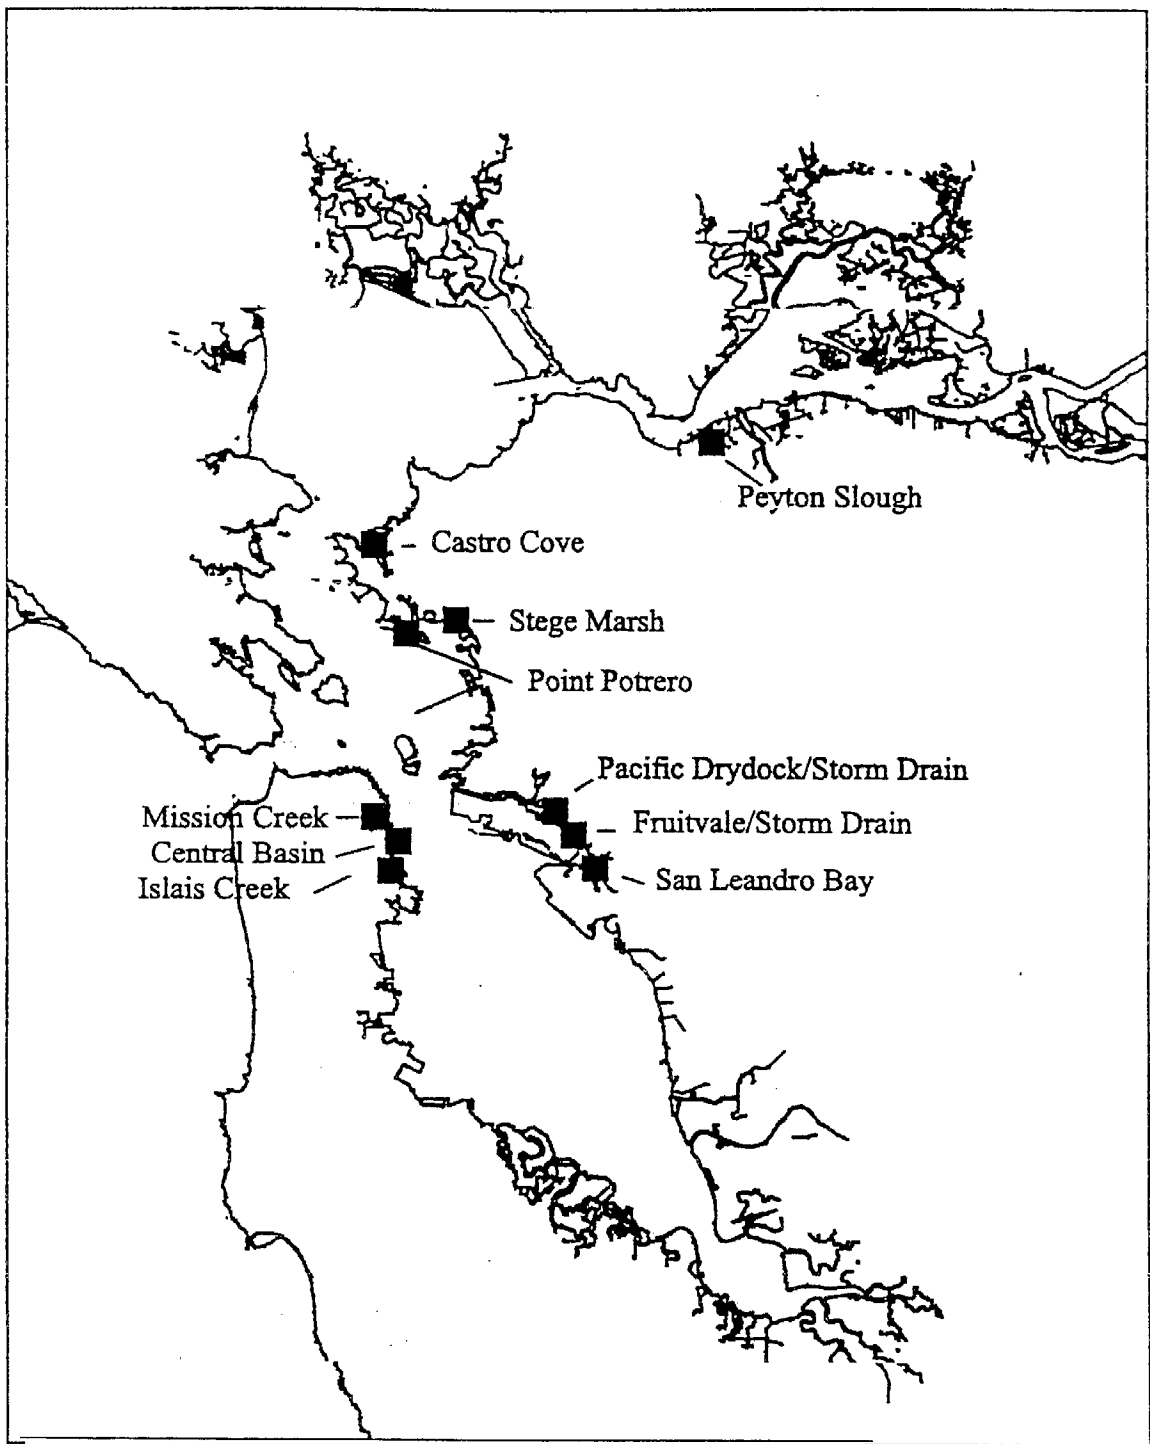 Peyton Slough
Castro Cove
Stege Marsh
Point Potrero
Pacific Drydock/Storm Drain
Mission Creek
Fruitvale/Storm Drain
Central Basin
Islais Creek
San Leandro Bay